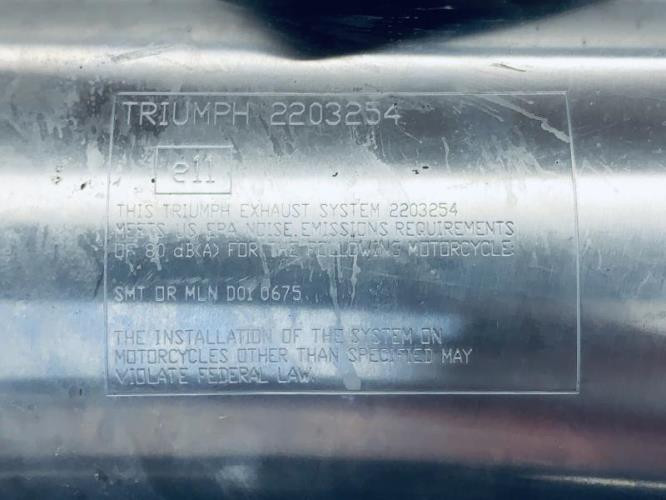 TRIUMPH 2203254
e11
THIS TRIUMPH EXHAUST SYSTEM 2203254
MEETS US EPA NOISE, EMISSIONS REQUIREMENTS
OF 80 dB(A) FOR THE FOLLOWING MOTORCYCLE:
SMT OR MLN D01 0675
THE INSTALLATION OF THE SYSTEM ON
MOTORCYCLES OTHER THAN SPECIFIED MAY
VIOLATE FEDERAL LAW.